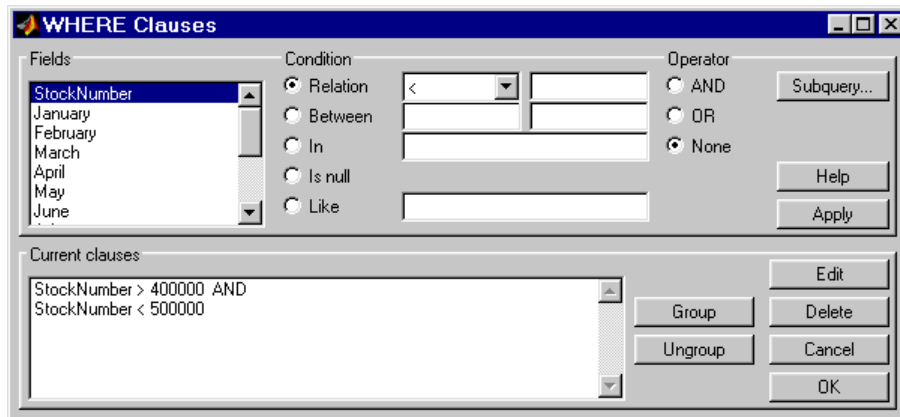 WHERE Clauses
Fields
StockNumber
January
February
March
April
May
June
Condition
Relation <
Between
In
Is null
Like
Operator
AND
OR
None
Subquery...
Help
Apply
Current clauses
StockNumber > 400000 AND
StockNumber < 500000
Group
Ungroup
Edit
Delete
Cancel
OK